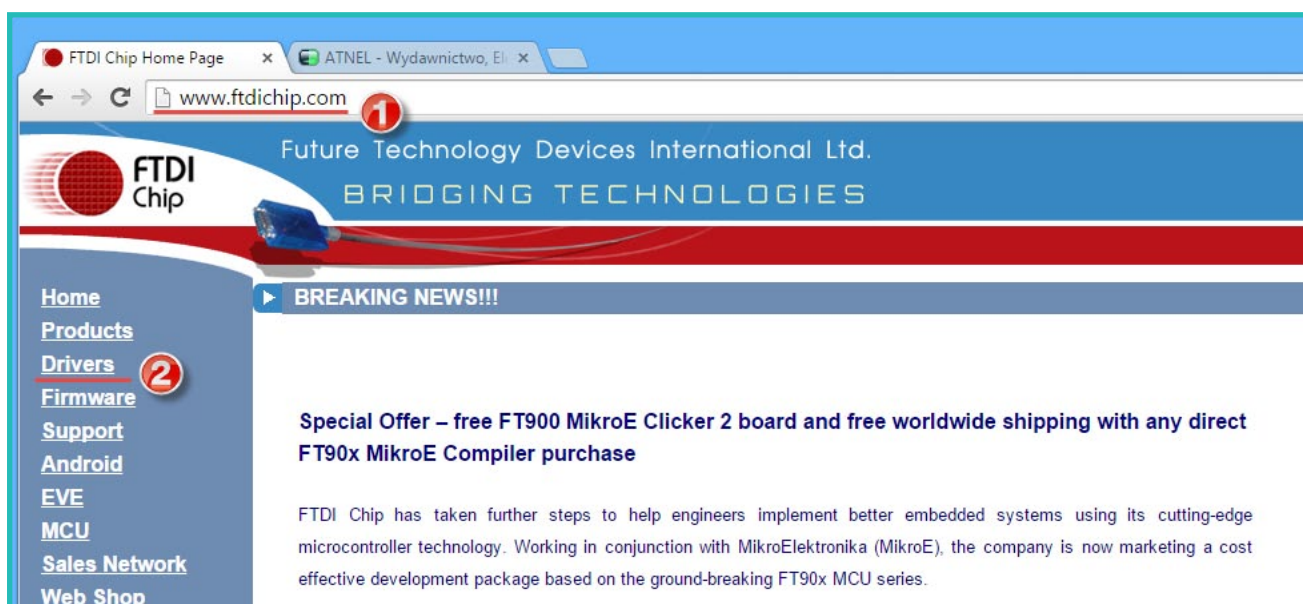 FTDI Chip Home Page
ATNEL - Wydawnictwo, El
www.ftdichip.com
1
FTDI
Chip
Future Technology Devices International Ltd.
BRIDGING TECHNOLOGIES
Home
Products
Drivers
2
Firmware
Support
Android
EVE
MCU
Sales Network
Web Shop
BREAKING NEWS!!!
Special Offer – free FT900 MikroE Clicker 2 board and free worldwide shipping with any direct
FT90x MikroE Compiler purchase
FTDI Chip has taken further steps to help engineers implement better embedded systems using its cutting-edge
microcontroller technology. Working in conjunction with MikroElektronika (MikroE), the company is now marketing a cost
effective development package based on the ground-breaking FT90x MCU series.